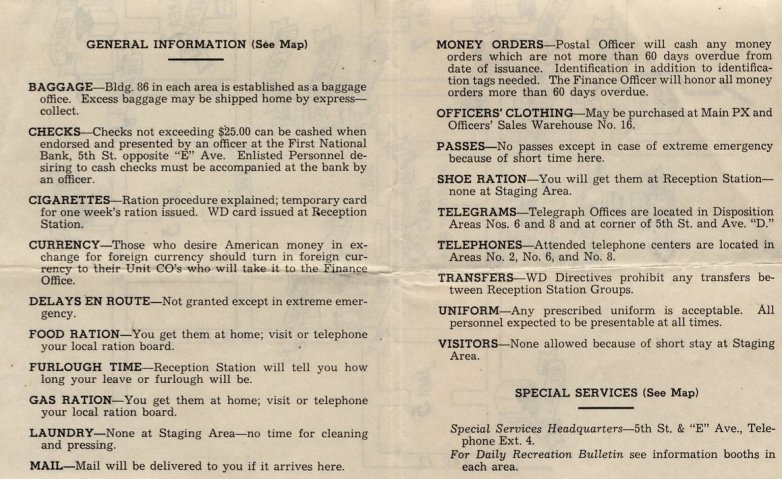 GENERAL INFORMATION (See Map)
BAGGAGE—Bldg. 86 in each area is established as a baggage
office. Excess baggage may be shipped home by express—
collect.
CHECKS—Checks not exceeding $25.00 can be cashed when
endorsed and presented by an officer at the First National
Bank, 5th St. opposite “E” Ave. Enlisted Personnel de-
siring to cash checks must be accompanied at the bank by
an officer.
CIGARETTES—Ration procedure explained; temporary card
for one week's ration issued. WD card issued at Reception
Station.
CURRENCY—Those who desire American money in ex-
change for foreign currency should turn in foreign cur-
rency to their Unit CO's who will take it to the Finance
Office.
DELAYS EN ROUTE—Not granted except in extreme emer-
gency.
FOOD RATION—You get them at home; visit or telephone
your local ration board.
FURLOUGH TIME—Reception Station will tell you how
long your leave or furlough will be.
GAS RATION—You get them at home; visit or telephone
your local ration board.
LAUNDRY—None at Staging Area—no time for cleaning
and pressing.
MAIL—Mail will be delivered to you if it arrives here.
MONEY ORDERS—Postal Officer will cash any money
orders which are not more than 60 days overdue from
date of issuance. Identification in addition to identifica-
tion tags needed. The Finance Officer will honor all money
orders more than 60 days overdue.
OFFICERS' CLOTHING—May be purchased at Main PX and
Officers' Sales Warehouse No. 16.
PASSES—No passes except in case of extreme emergency
because of short time here.
SHOE RATION—You will get them at Reception Station—
none at Staging Area.
TELEGRAMS—Telegraph Offices are located in Disposition
Areas Nos. 6 and 8 and at corner of 5th St. and Ave. “D.”
TELEPHONES—Attended telephone centers are located in
Areas No. 2, No. 6, and No. 8.
TRANSFERS—WD Directives prohibit any transfers be-
tween Reception Station Groups.
UNIFORM—Any prescribed uniform is acceptable. All
personnel expected to be presentable at all times.
VISITORS—None allowed because of short stay at Staging
Area.
SPECIAL SERVICES (See Map)
Special Services Headquarters—5th St. & “E” Ave., Tele-
phone Ext. 4.
For Daily Recreation Bulletin see information booths in
each area.